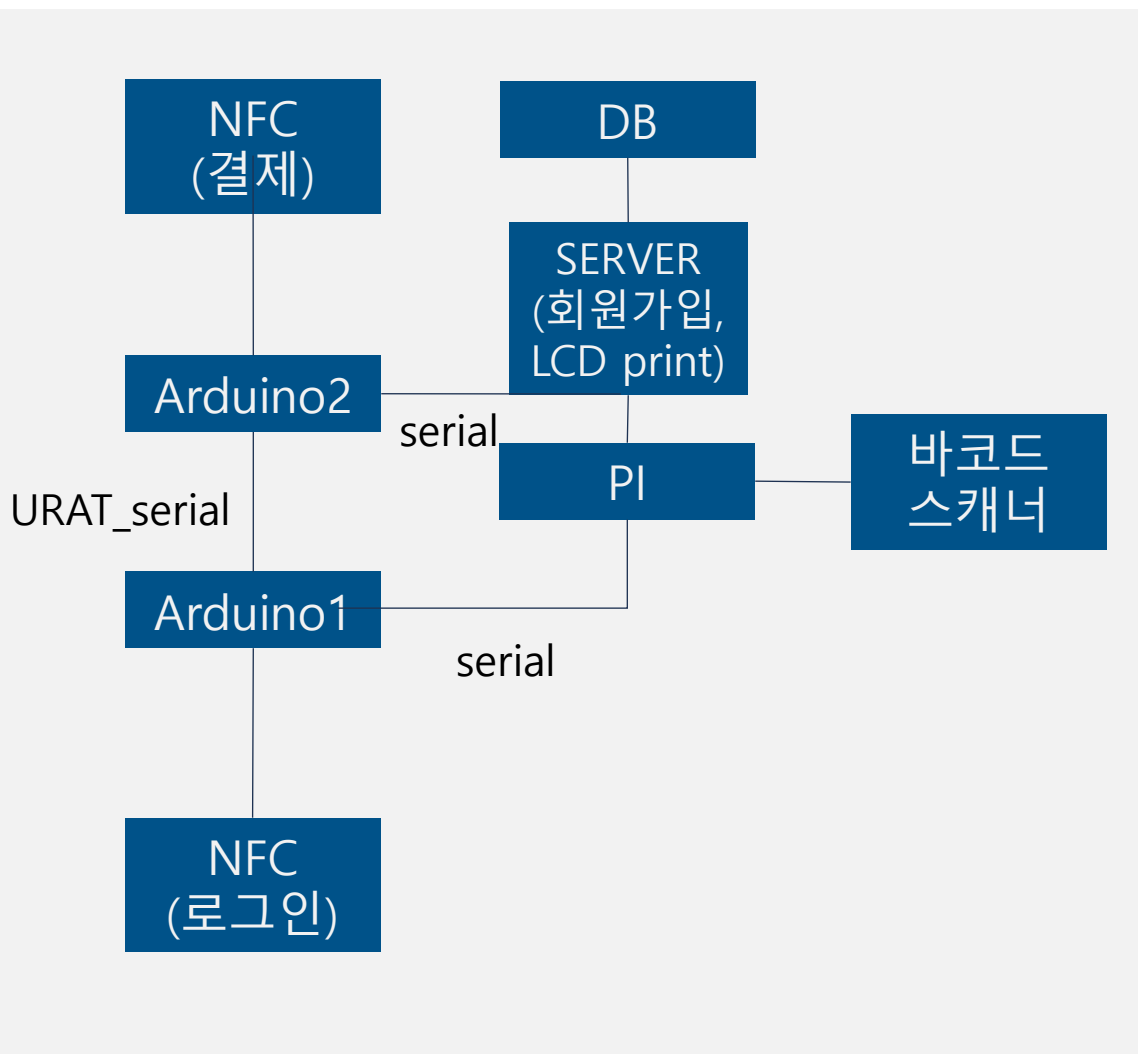 NFC
(결제)
DB
SERVER
(회원가입,
LCD print)
Arduino2
serial
바코드
스캐너
PI
URAT_serial
Arduino1
serial
NFC
(로그인)